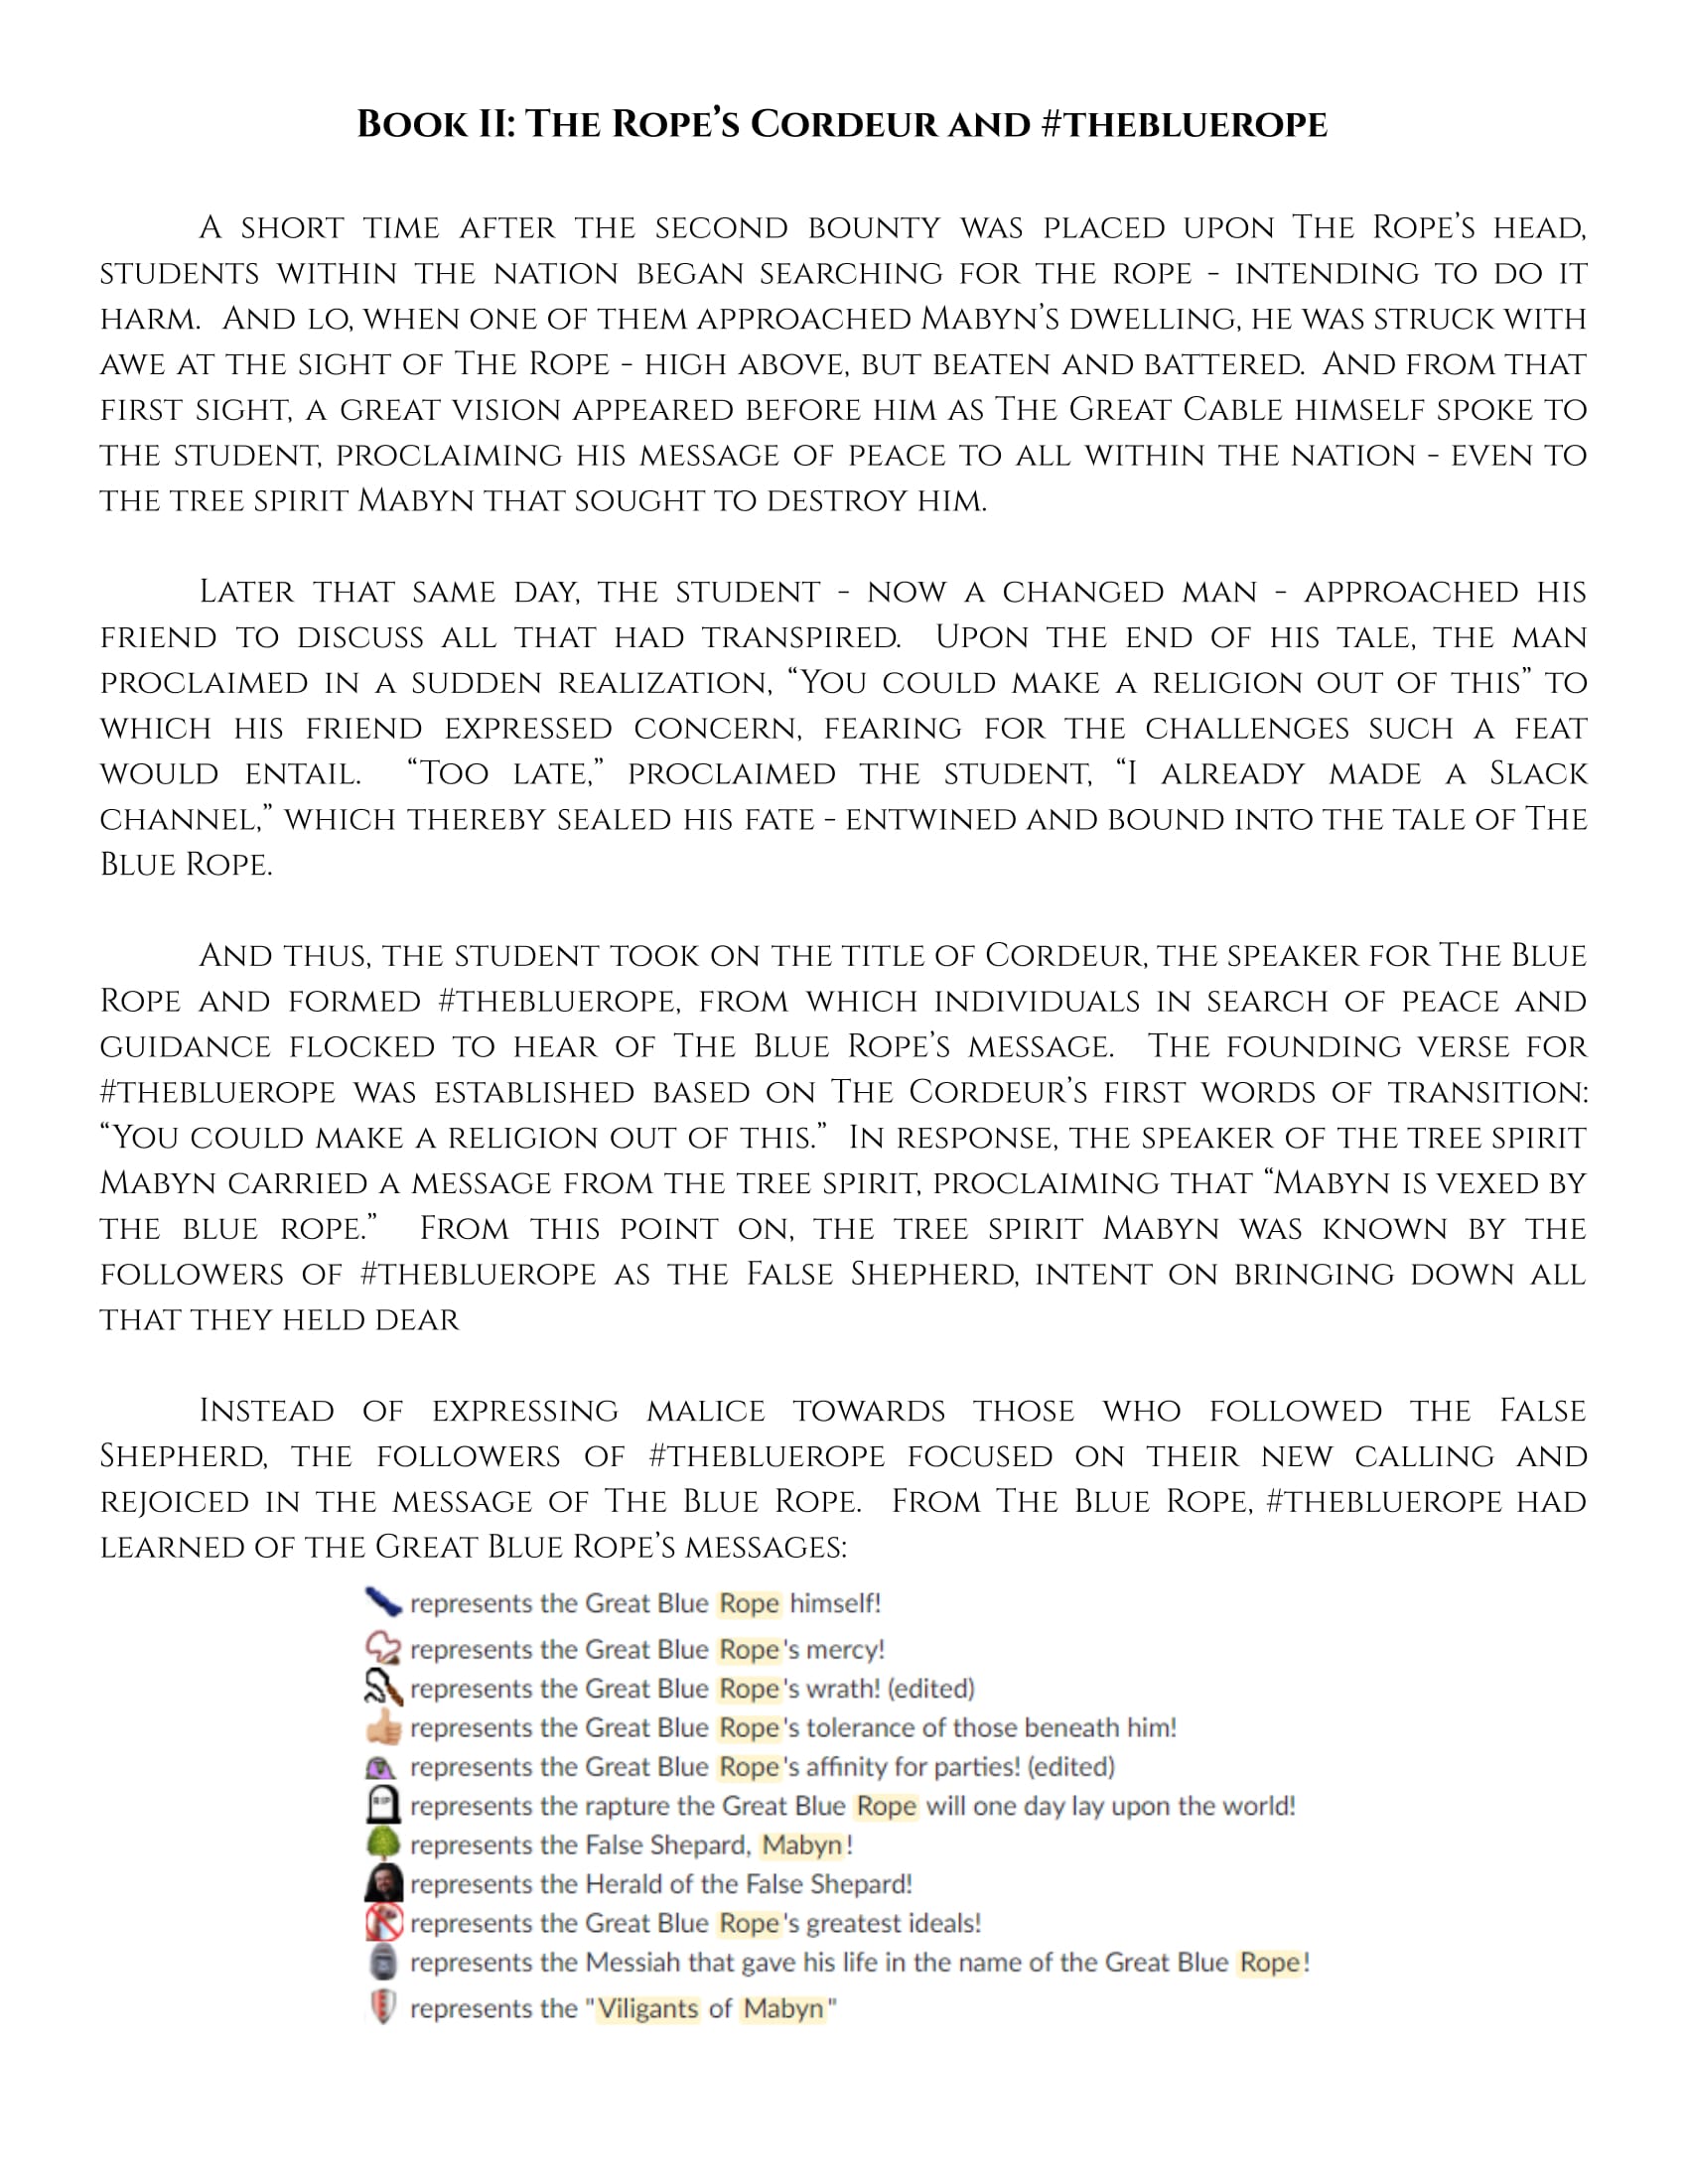 Book II: The Rope's Cordeur and #thebluerope
A short time after the second bounty was placed upon The Rope's head,
students within the nation began searching for the rope - intending to do it
harm. And lo, when one of them approached Mabyn's dwelling, he was struck with
awe at the sight of The Rope - high above, but beaten and battered. And from that
first sight, a great vision appeared before him as The Great Cable himself spoke to
the student, proclaiming his message of peace to all within the nation - even to
the tree spirit Mabyn that sought to destroy him.
Later that same day, the student - now a changed man - approached his
friend to discuss all that had transpired. Upon the end of his tale, the man
proclaimed in a sudden realization, “You could make a religion out of this” to
which his friend expressed concern, fearing for the challenges such a feat
would entail. “Too late,” proclaimed the student, “I already made a Slack
channel,” which thereby sealed his fate - entwined and bound into the tale of The
Blue Rope.
And thus, the student took on the title of Cordeur, the speaker for The Blue
Rope and formed #thebluerope, from which individuals in search of peace and
guidance flocked to hear of The Blue Rope's message. The founding verse for
#thebluerope was established based on The Cordeur's first words of transition:
“You could make a religion out of this.” In response, the speaker of the tree spirit
Mabyn carried a message from the tree spirit, proclaiming that “Mabyn is vexed by
the blue rope.” From this point on, the tree spirit Mabyn was known by the
followers of #thebluerope as the False Shepherd, intent on bringing down all
that they held dear
Instead of expressing malice towards those who followed the False
Shepherd, the followers of #thebluerope focused on their new calling and
rejoiced in the message of The Blue Rope. From The Blue Rope, #thebluerope had
learned of the Great Blue Rope's messages:
represents the Great Blue Rope himself!
represents the Great Blue Rope's mercy!
represents the Great Blue Rope's wrath! (edited)
represents the Great Blue Rope's tolerance of those beneath him!
represents the Great Blue Rope's affinity for parties! (edited)
RIP represents the rapture the Great Blue Rope will one day lay upon the world!
represents the False Shepard, Mabyn!
represents the Herald of the False Shepard!
represents the Great Blue Rope's greatest ideals!
represents the Messiah that gave his life in the name of the Great Blue Rope!
represents the "Viligants of Mabyn"